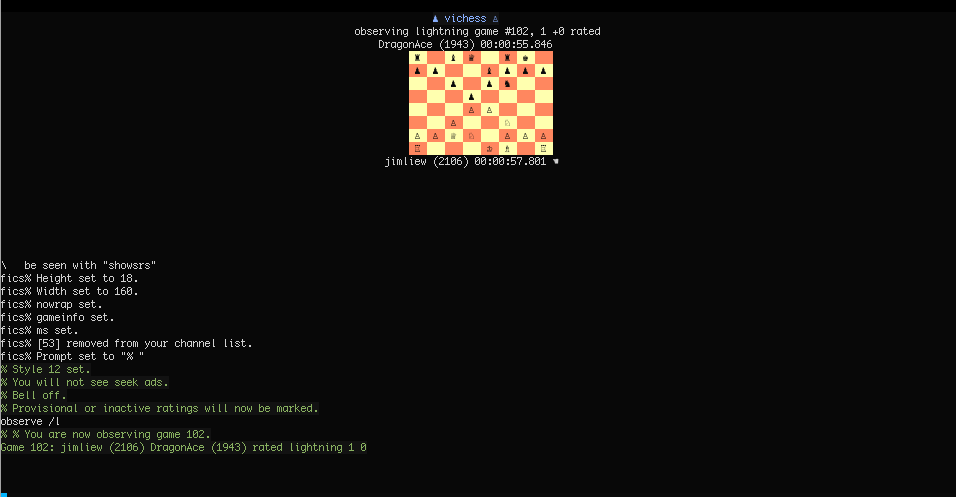 ♟ vichess ♙
observing lightning game #102, 1 +0 rated
DragonAce (1943) 00:00:55.846
jimliew (2106) 00:00:57.801 ☚
\   be seen with "showsrs"
fics% Height set to 18.
fics% Width set to 160.
fics% nowrap set.
fics% gameinfo set.
fics% ms set.
fics% [53] removed from your channel list.
fics% Prompt set to "% "
% Style 12 set.
% You will not see seek ads.
% Bell off.
% Provisional or inactive ratings will now be marked.
observe /l
% % You are now observing game 102.
Game 102: jimliew (2106) DragonAce (1943) rated lightning 1 0